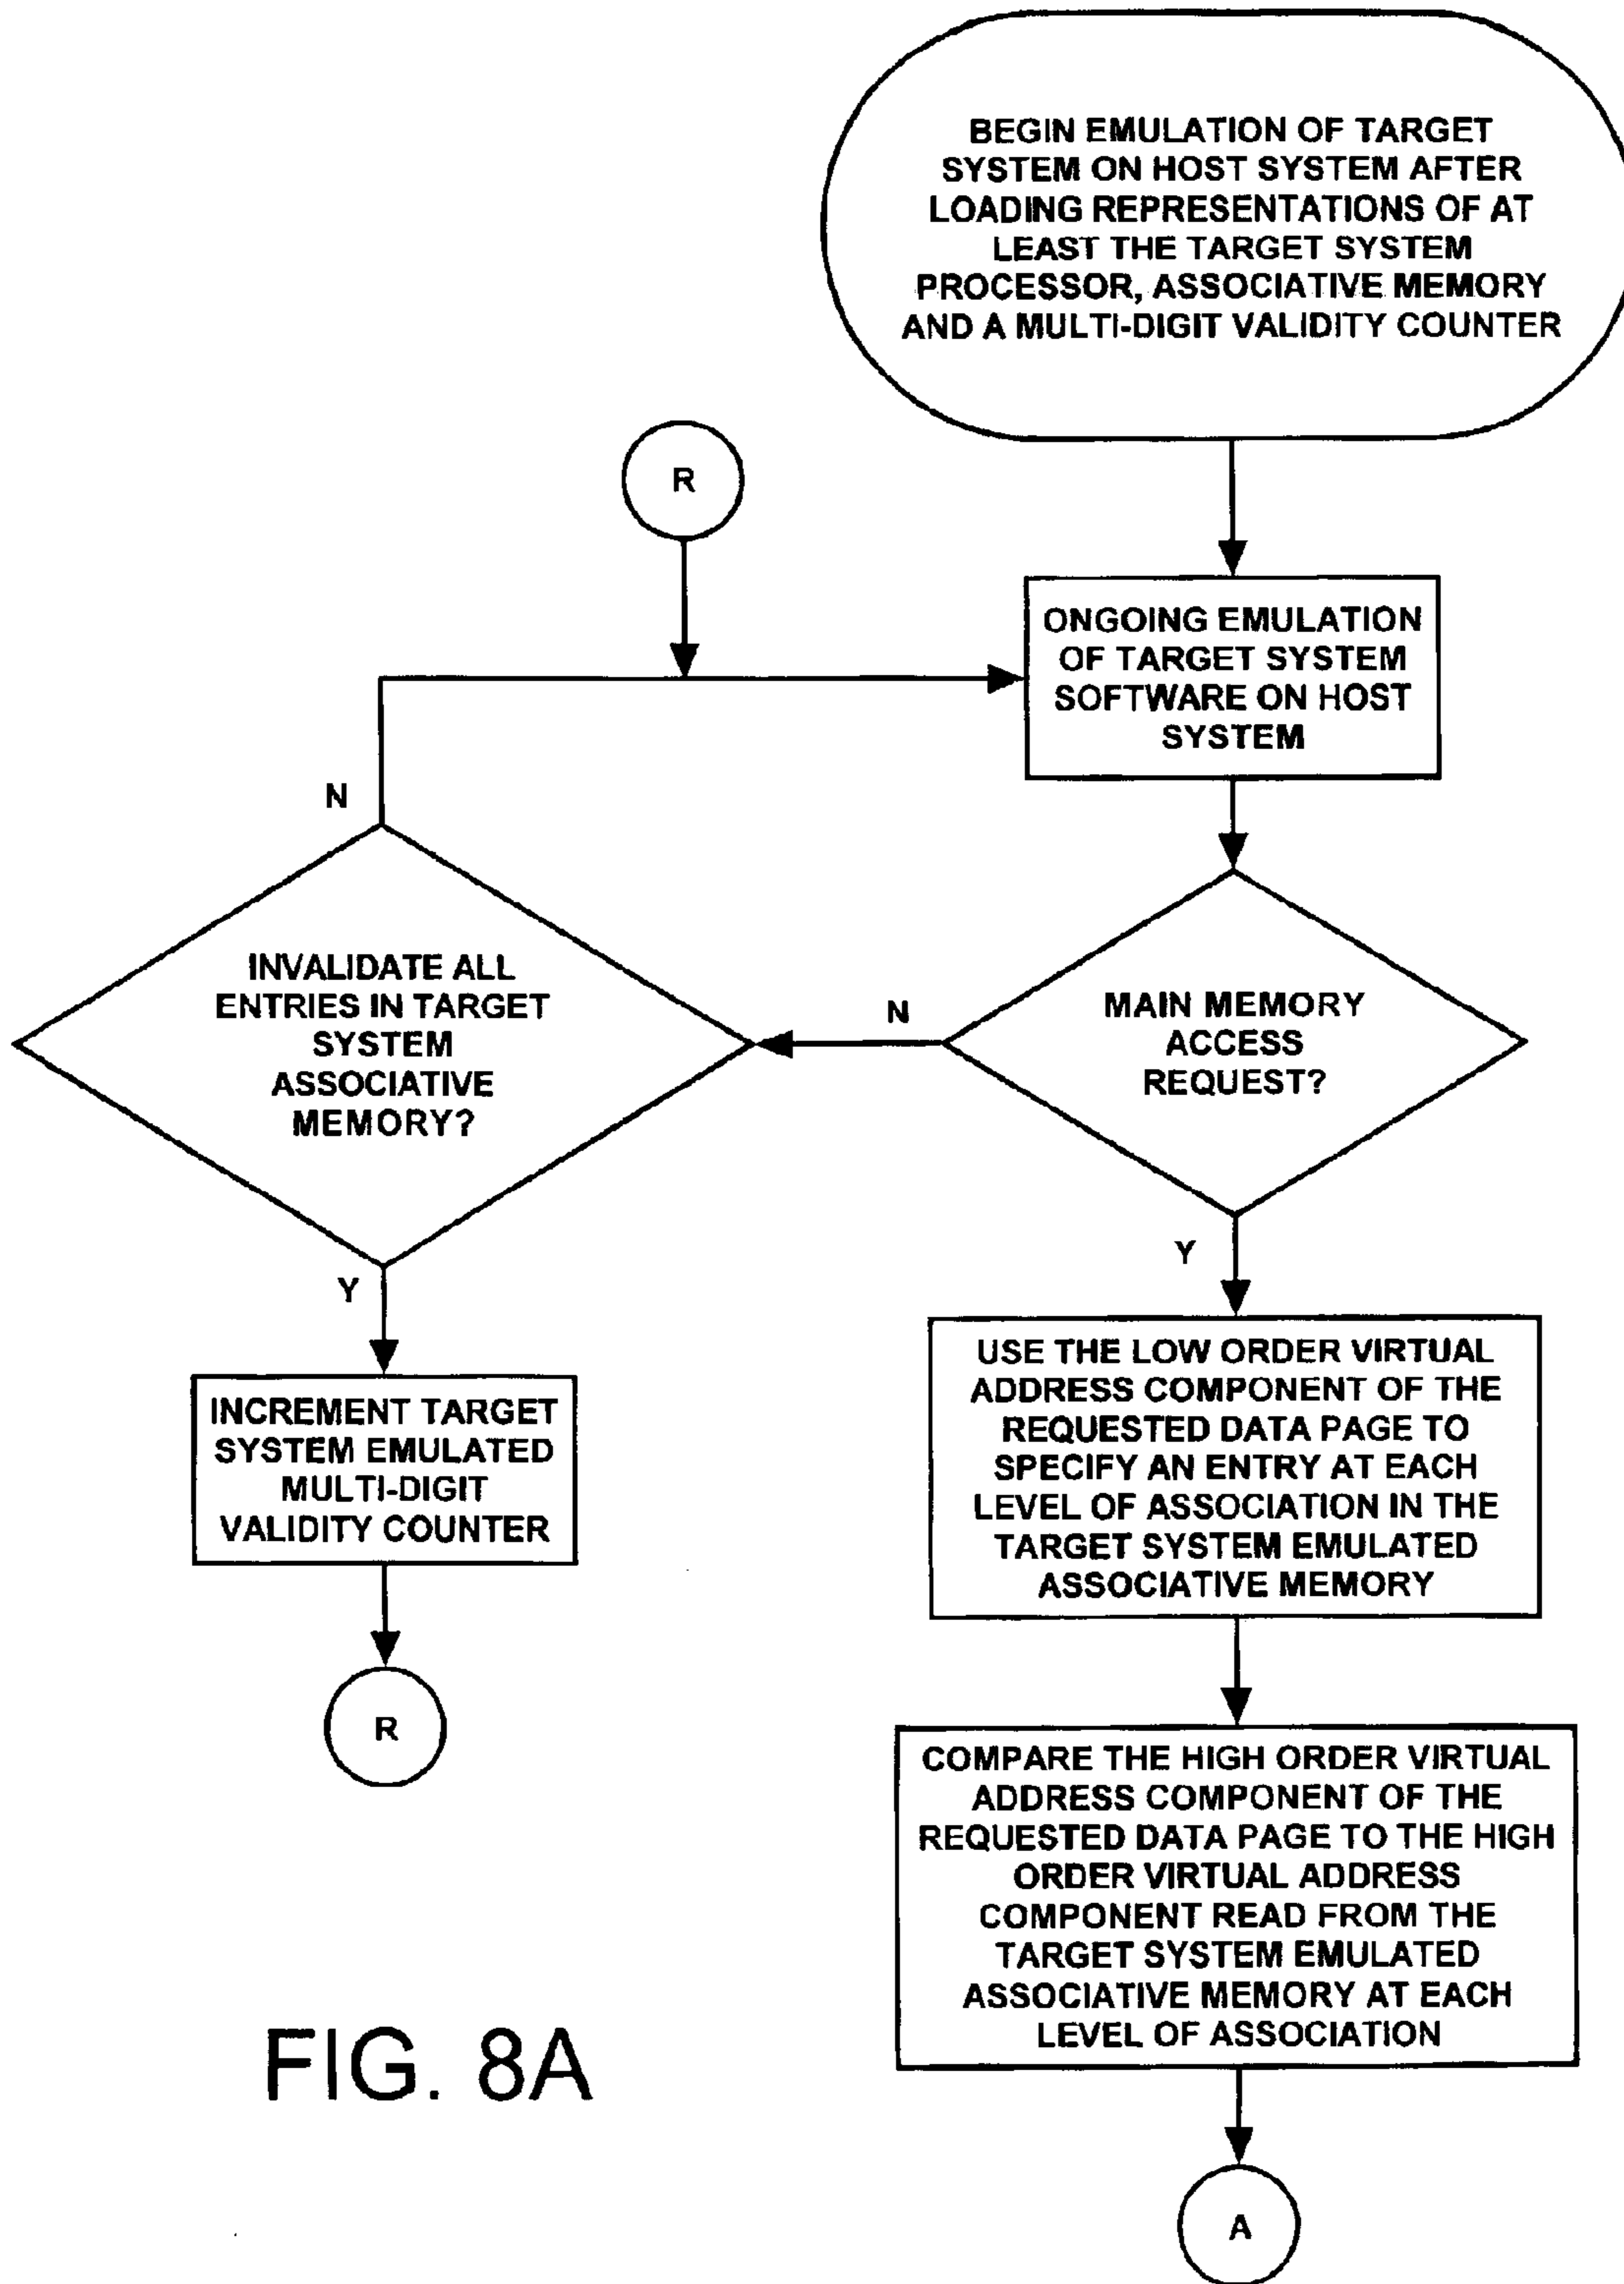 BEGIN EMULATION OF TARGET
SYSTEM ON HOST SYSTEM AFTER
LOADING REPRESENTATIONS OF AT
LEAST THE TARGET SYSTEM
PROCESSOR, ASSOCIATIVE MEMORY
AND A MULTI-DIGIT VALIDITY COUNTER
R
ONGOING EMULATION
OF TARGET SYSTEM
SOFTWARE ON HOST
SYSTEM
N
INVALIDATE ALL
ENTRIES IN TARGET
SYSTEM
ASSOCIATIVE
MEMORY?
N
MAIN MEMORY
ACCESS
REQUEST?
Y
Y
INCREMENT TARGET
SYSTEM EMULATED
MULTI-DIGIT
VALIDITY COUNTER
R
USE THE LOW ORDER VIRTUAL
ADDRESS COMPONENT OF THE
REQUESTED DATA PAGE TO
SPECIFY AN ENTRY AT EACH
LEVEL OF ASSOCIATION IN THE
TARGET SYSTEM EMULATED
ASSOCIATIVE MEMORY
COMPARE THE HIGH ORDER VIRTUAL
ADDRESS COMPONENT OF THE
REQUESTED DATA PAGE TO THE HIGH
ORDER VIRTUAL ADDRESS
COMPONENT READ FROM THE
TARGET SYSTEM EMULATED
ASSOCIATIVE MEMORY AT EACH
LEVEL OF ASSOCIATION
FIG. 8A
A